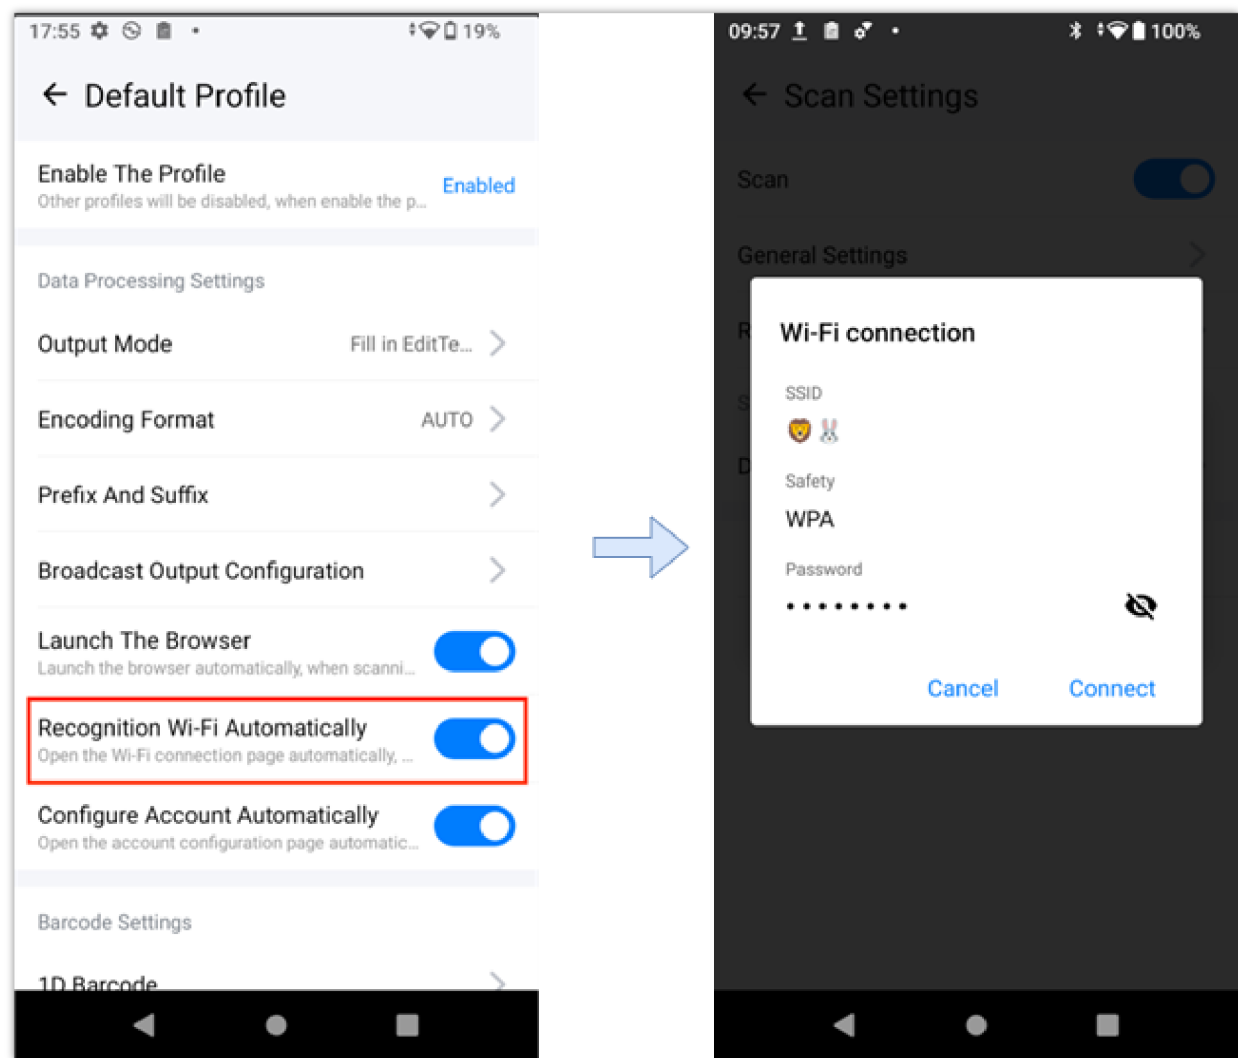 17:55
19%
Default Profile
Enable The Profile
Other profiles will be disabled, when enable the p...
Enabled
Data Processing Settings
Output Mode
Fill in EditTe...
Encoding Format
AUTO
Prefix And Suffix
Broadcast Output Configuration
Launch The Browser
Launch the browser automatically, when scanni...
Recognition Wi-Fi Automatically
Open the Wi-Fi connection page automatically, ...
Configure Account Automatically
Open the account configuration page automatic...
Barcode Settings
1D Barcode
09:57
100%
Scan Settings
Scan
General Settings
R
S
D
Wi-Fi connection
SSID
🦁🐰
Safety
WPA
Password
••••••••
Cancel
Connect